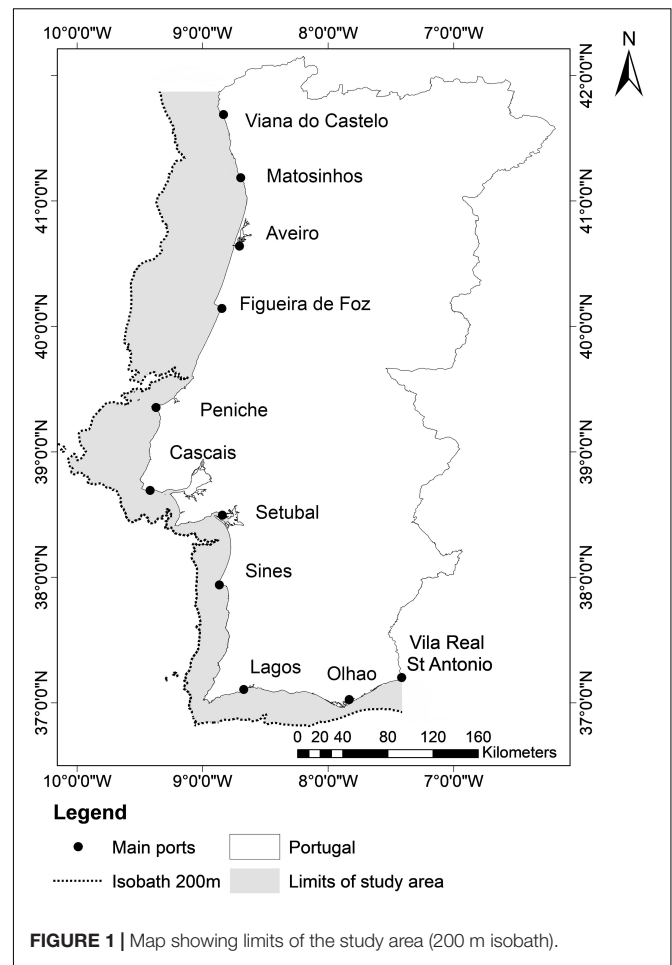 10°0'0"W 9°0'0"W 8°0'0"W 7°0'0"W
N
42°0'0"N
Viana do Castelo
Matosinhos
41°0'0"N 41°0'0"N
Aveiro
Figueira de Foz
40°0'0"N 40°0'0"N
Peniche
39°0'0"N 39°0'0"N
Cascais
Setubal
38°0'0"N 38°0'0"N
Sines
Vila Real
St Antonio
Lagos Olhao
37°0'0"N 37°0'0"N
0 20 40 80 120 160
Kilometers
10°0'0"W 9°0'0"W 8°0'0"W 7°0'0"W
Legend
Main ports Portugal
Isobath 200m Limits of study area
FIGURE 1 | Map showing limits of the study area (200 m isobath).